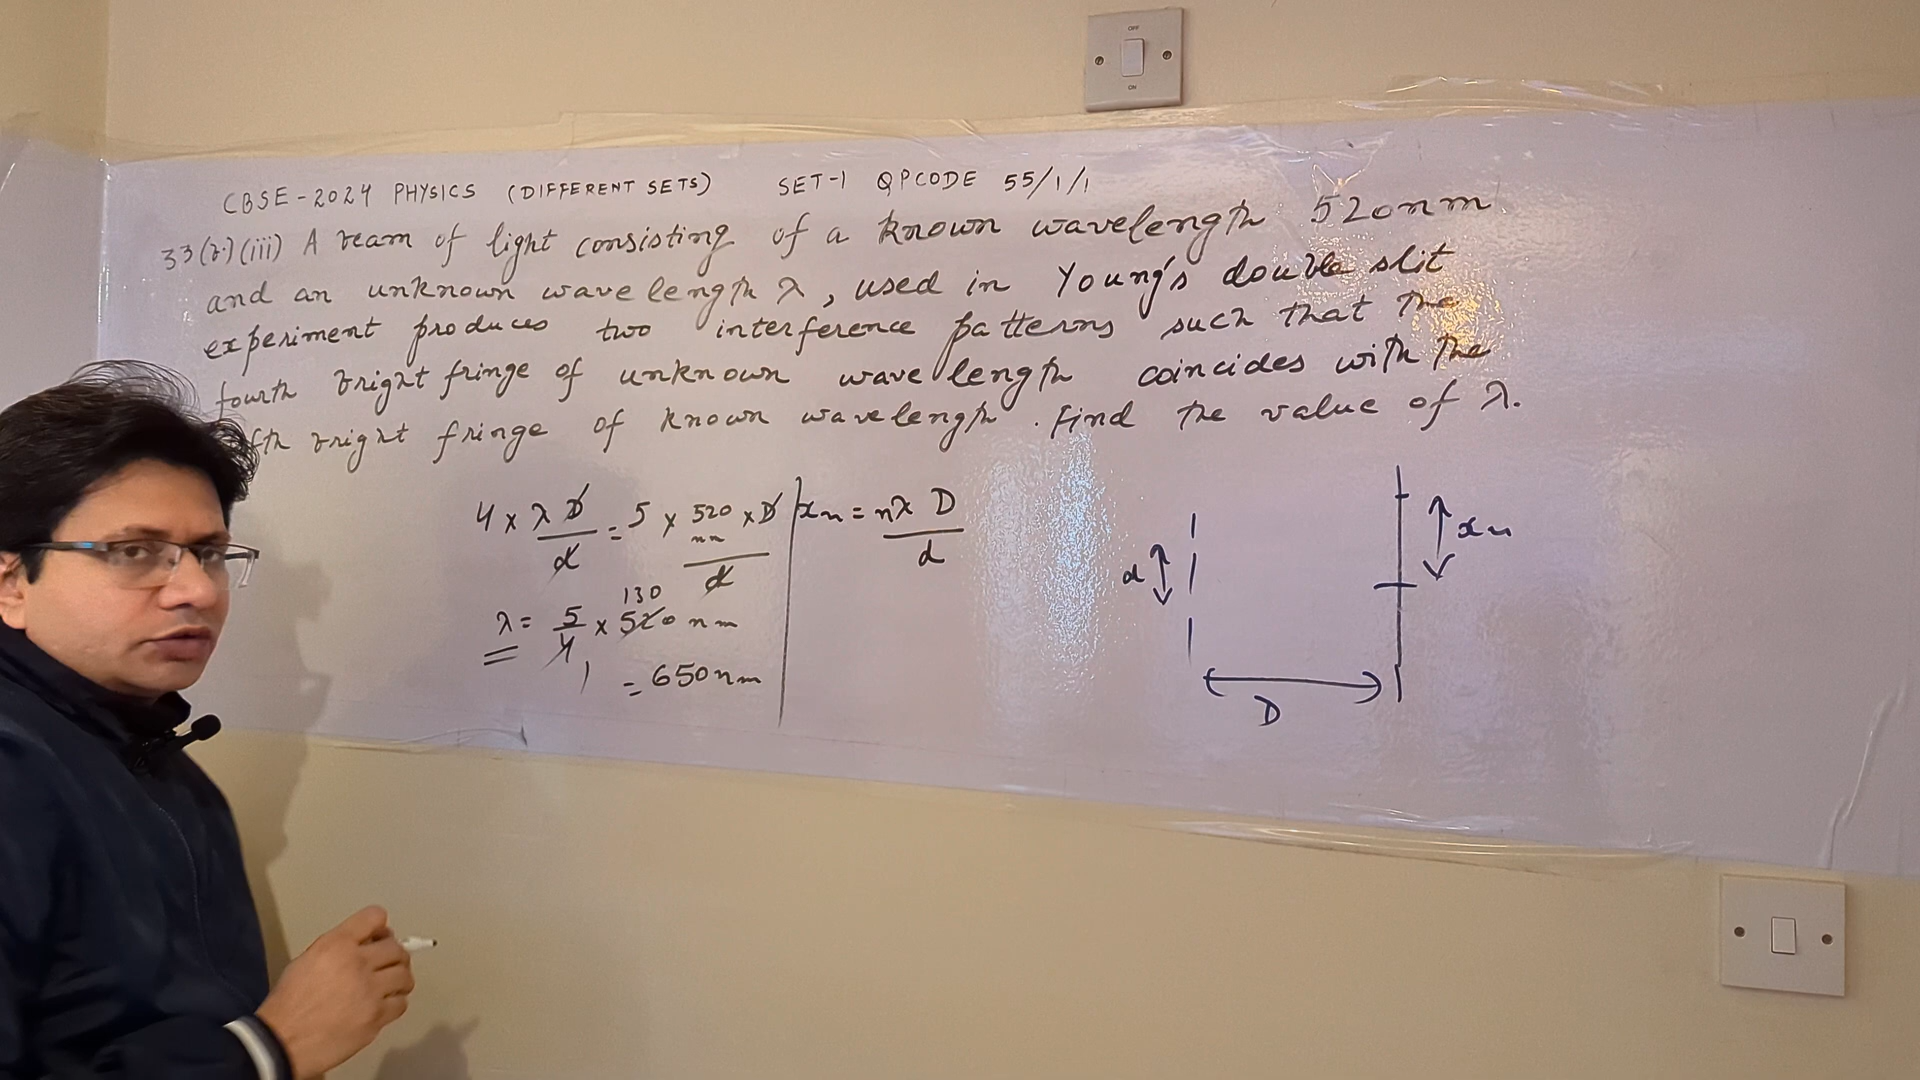 OFF
ON
CBSE-2024 PHYSICS (DIFFERENT SETS) SET-1 QPCODE 55/1/1
33(b)(iii) A beam of light consisting of a known wavelength 520nm
and an unknown wavelength λ, used in Young's double slit
experiment produces two interference patterns such that the
fourth bright fringe of unknown wavelength coincides with the
fth bright fringe of known wavelength. Find the value of λ.
4 × λ D / d = 5 × 520 nm × D / d
xn = nλ D / d
130
λ = 5/4 × 520 nm
1
= 650nm
d
xn
D